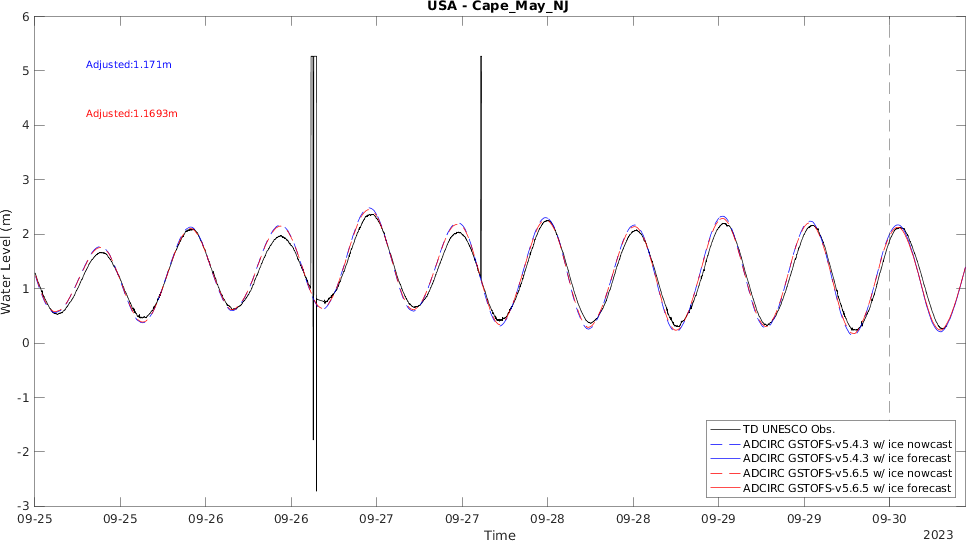 USA - Cape_May_NJ
6
5
4
3
2
1
0
-1
-2
-3
Water Level (m)
Adjusted:1.171m
Adjusted:1.1693m
TD UNESCO Obs.
ADCIRC GSTOFS-v5.4.3 w/ ice nowcast
ADCIRC GSTOFS-v5.4.3 w/ ice forecast
ADCIRC GSTOFS-v5.6.5 w/ ice nowcast
ADCIRC GSTOFS-v5.6.5 w/ ice forecast
09-25 09-25 09-26 09-26 09-27 09-27 09-28 09-28 09-29 09-29 09-30
Time
2023